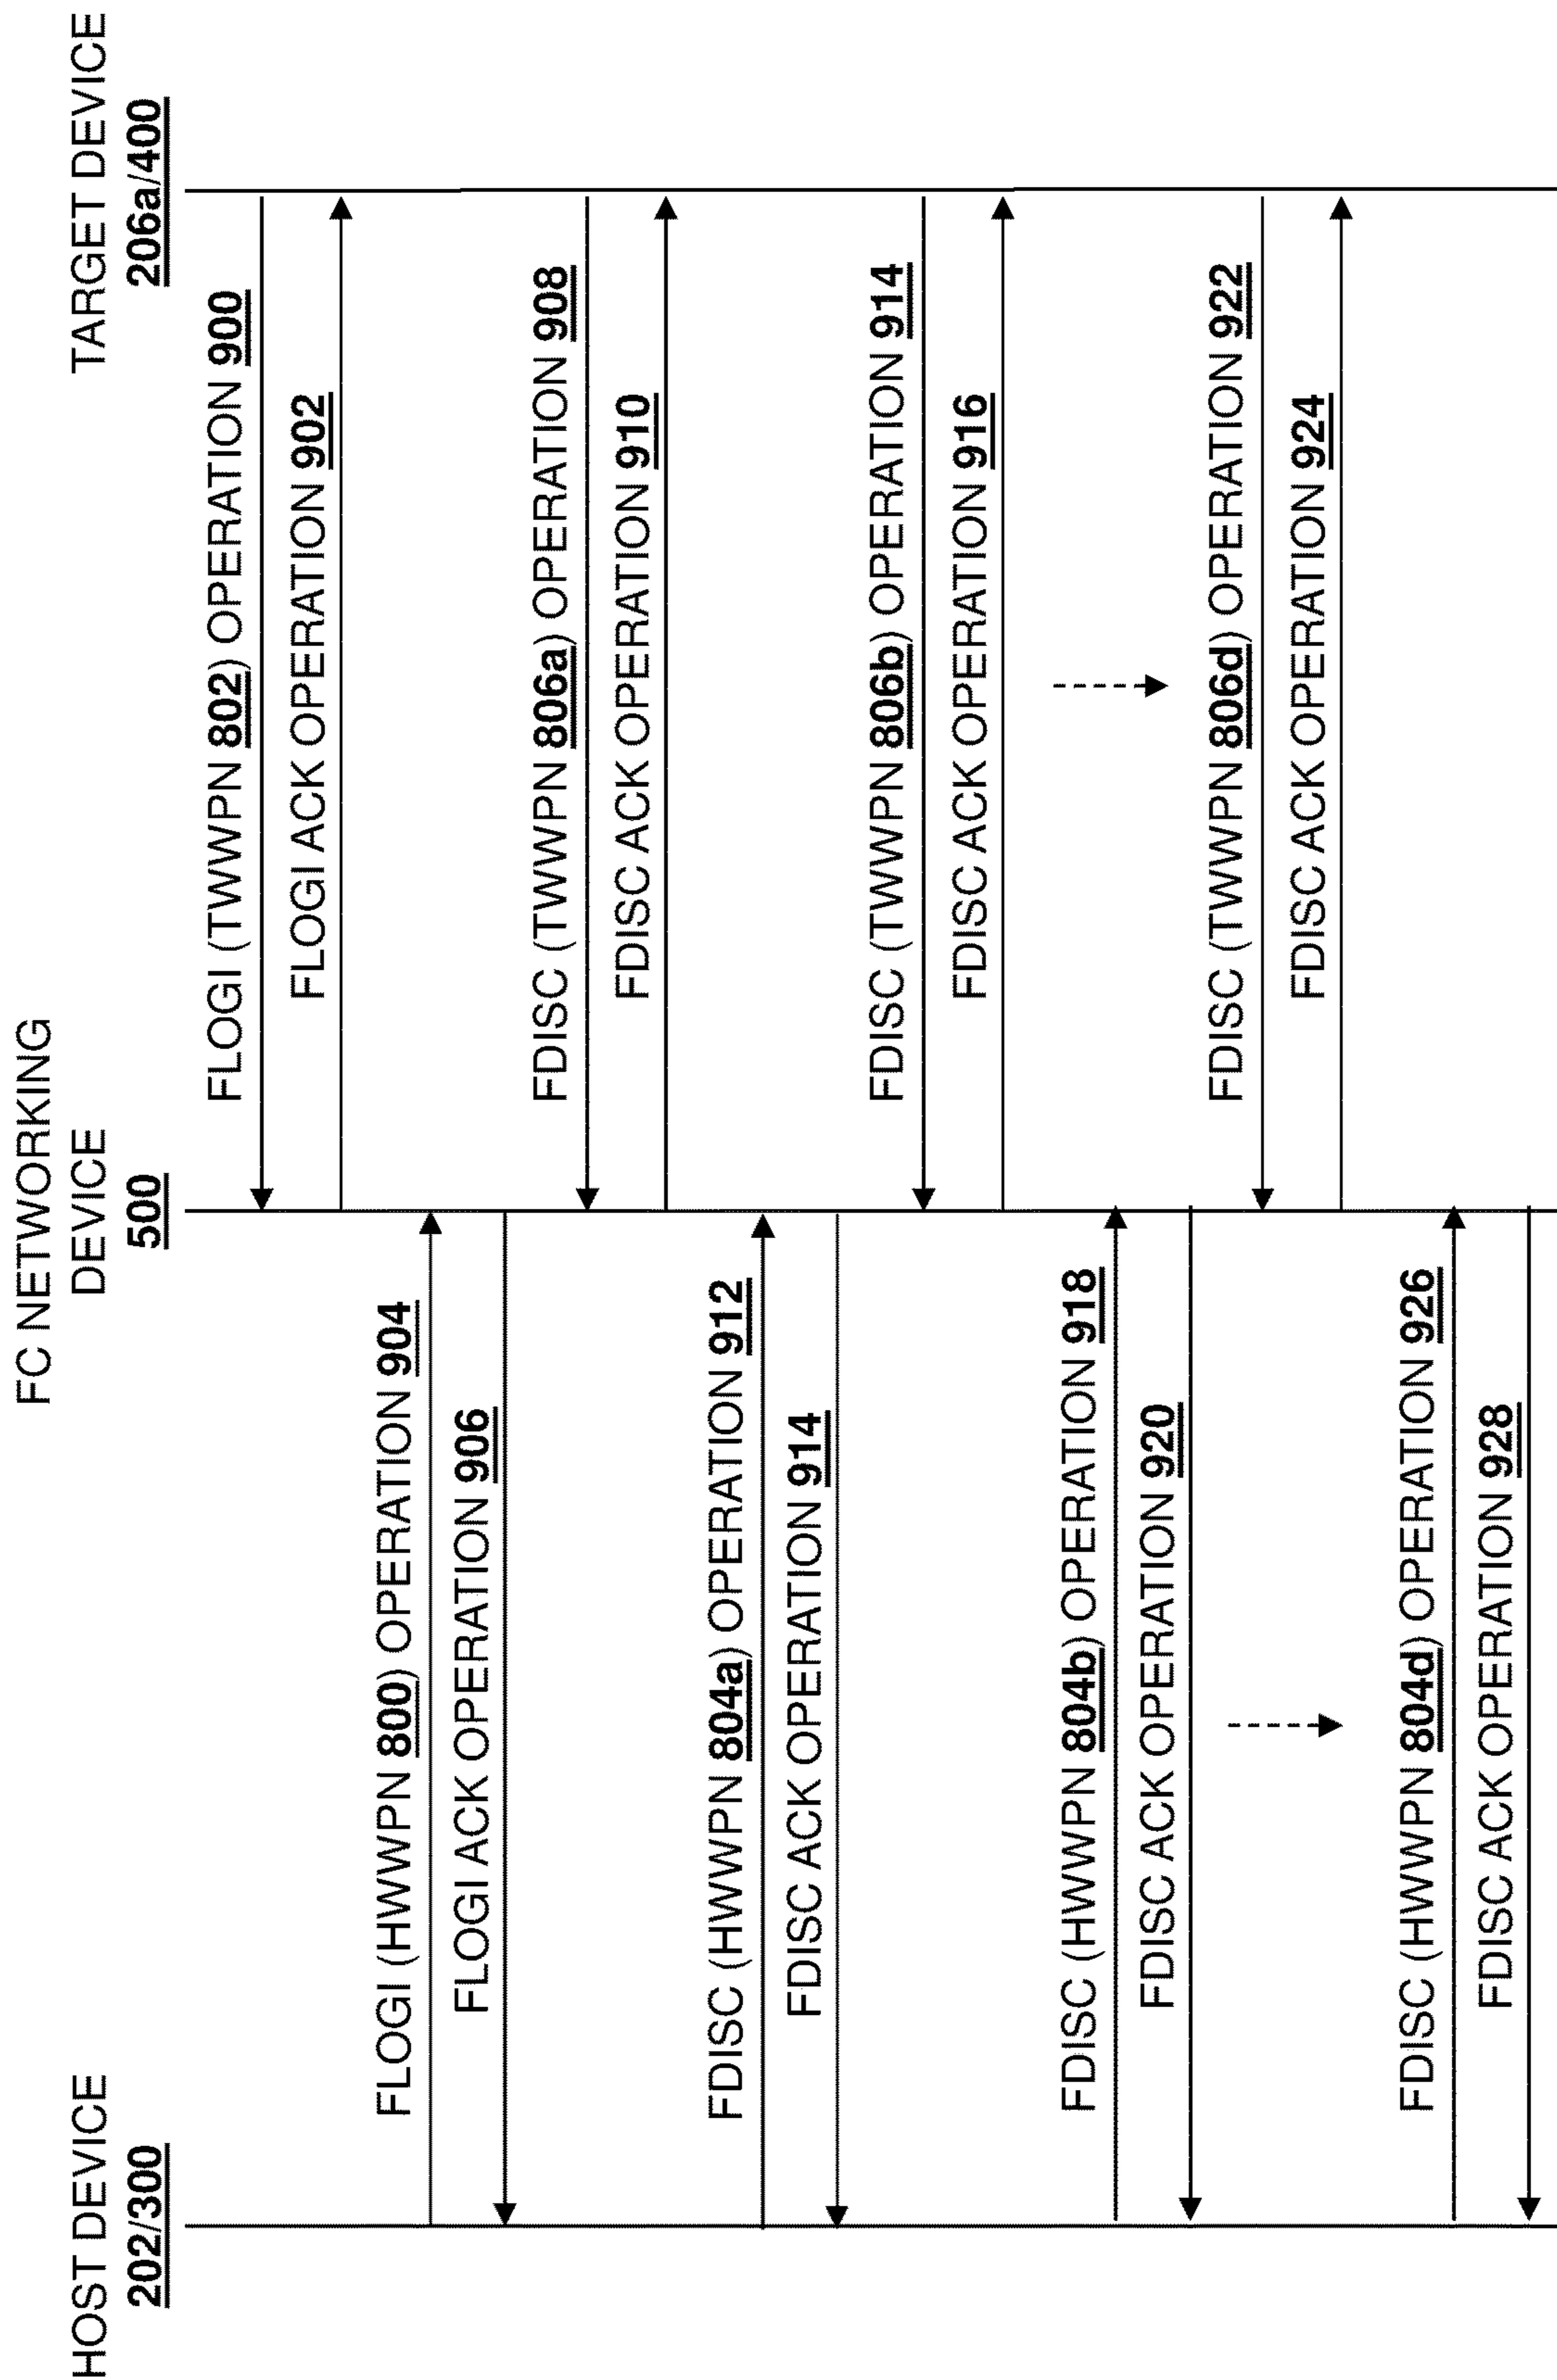 HOST DEVICE
202/300
FC NETWORKING
DEVICE
500
TARGET DEVICE
206a/400
FLOGI (TWWPN 802) OPERATION 900
FLOGI ACK OPERATION 902
FLOGI (HWWPN 800) OPERATION 904
FLOGI ACK OPERATION 906
FDISC (TWWPN 806a) OPERATION 908
FDISC ACK OPERATION 910
FDISC (HWWPN 804a) OPERATION 912
FDISC ACK OPERATION 914
FDISC (TWWPN 806b) OPERATION 914
FDISC ACK OPERATION 916
FDISC (HWWPN 804b) OPERATION 918
FDISC ACK OPERATION 920
FDISC (TWWPN 806d) OPERATION 922
FDISC ACK OPERATION 924
FDISC (HWWPN 804d) OPERATION 926
FDISC ACK OPERATION 928